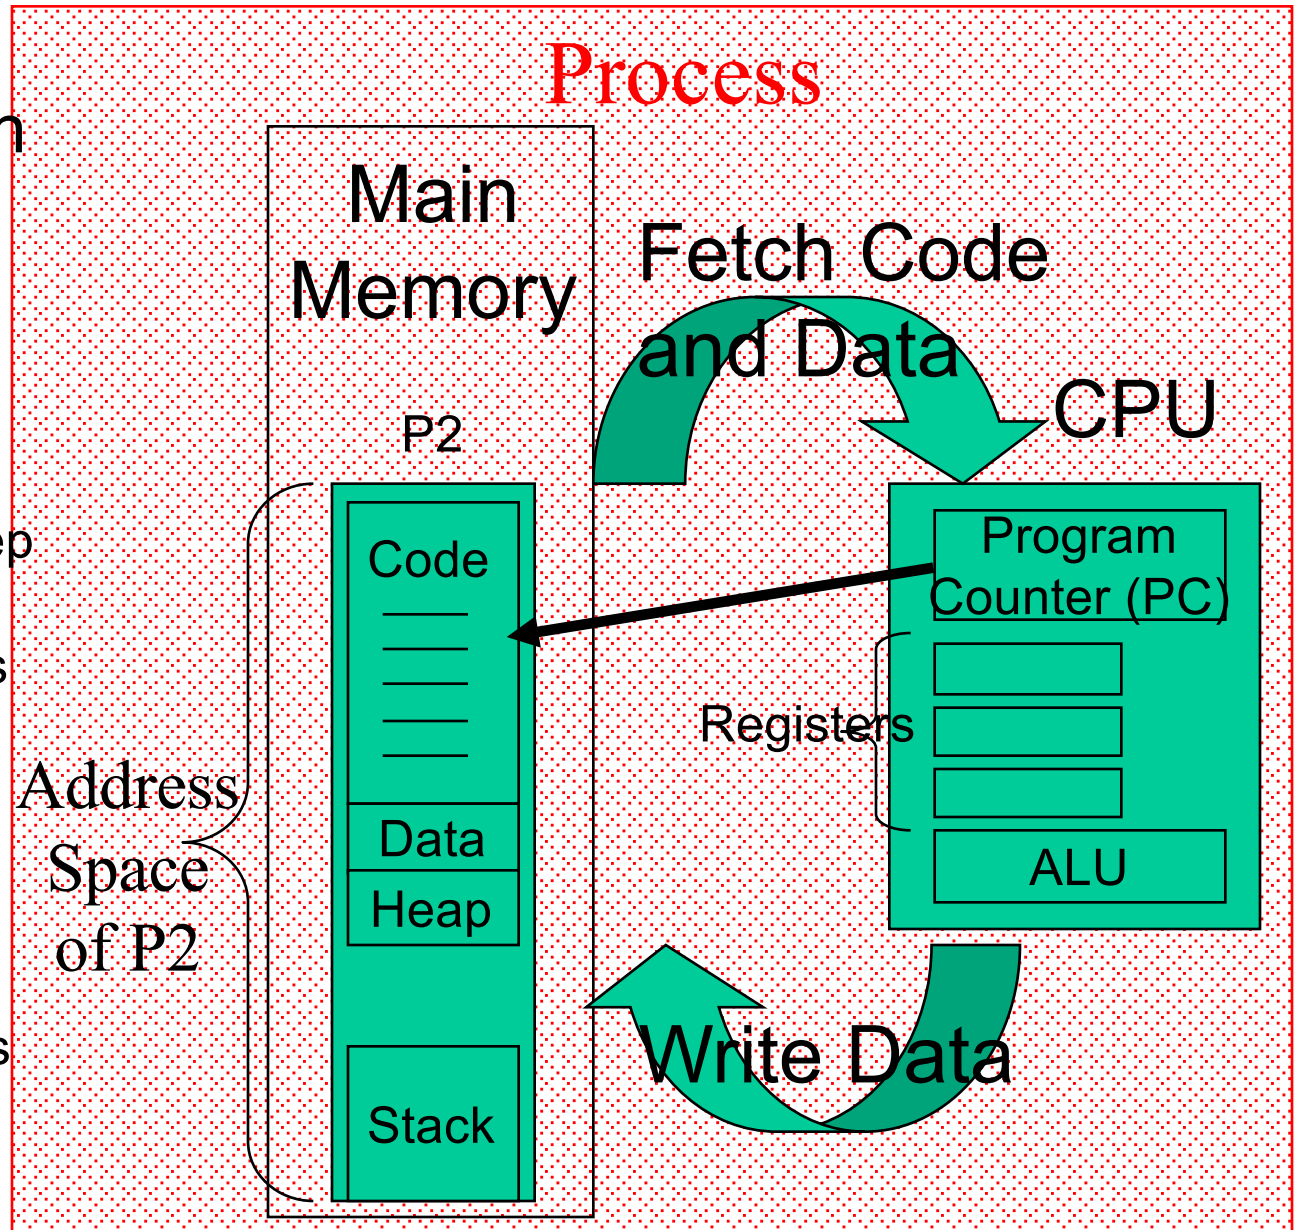 Process
Main
Memory
Fetch Code
and Data
CPU
P2
Code
Program
Counter (PC)
Registers
Address
Space
of P2
Data
Heap
ALU
Write Data
Stack